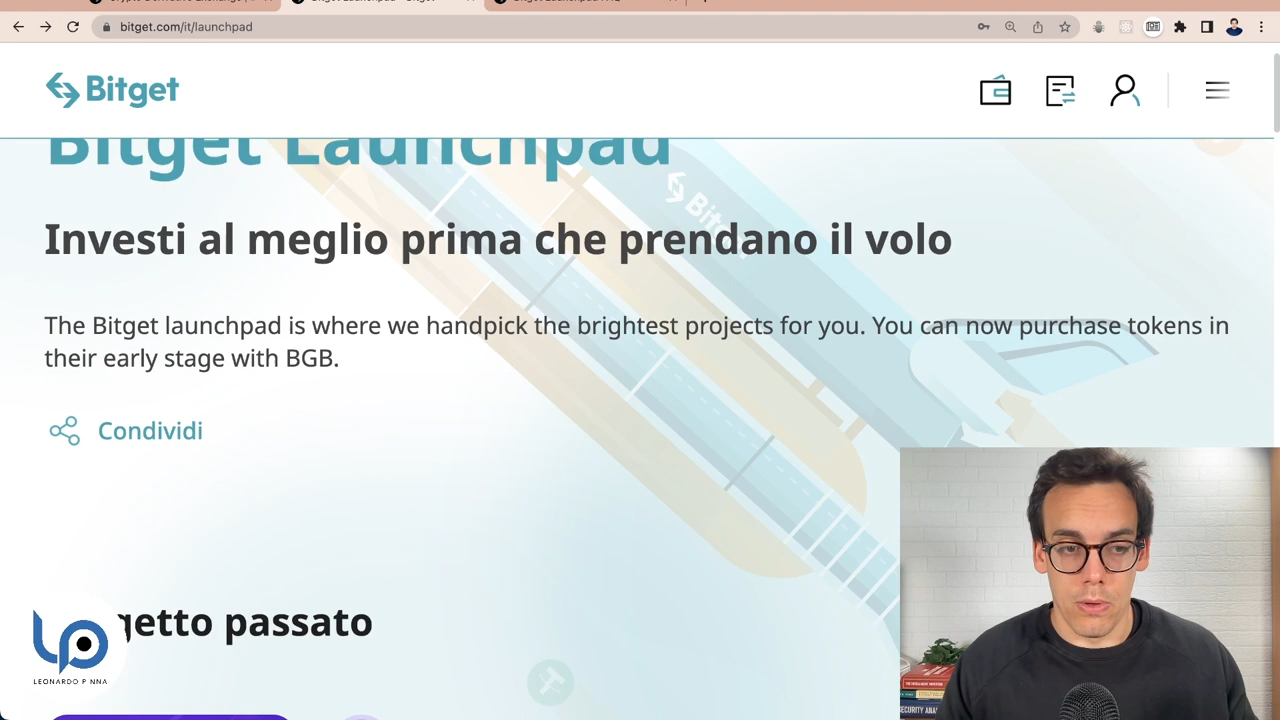 bitget.com/it/launchpad
Bitget
Bitget Launchpad
Investi al meglio prima che prendano il volo
The Bitget launchpad is where we handpick the brightest projects for you. You can now purchase tokens in
their early stage with BGB.
Condividi
getto passato
LEONARDO P NNA